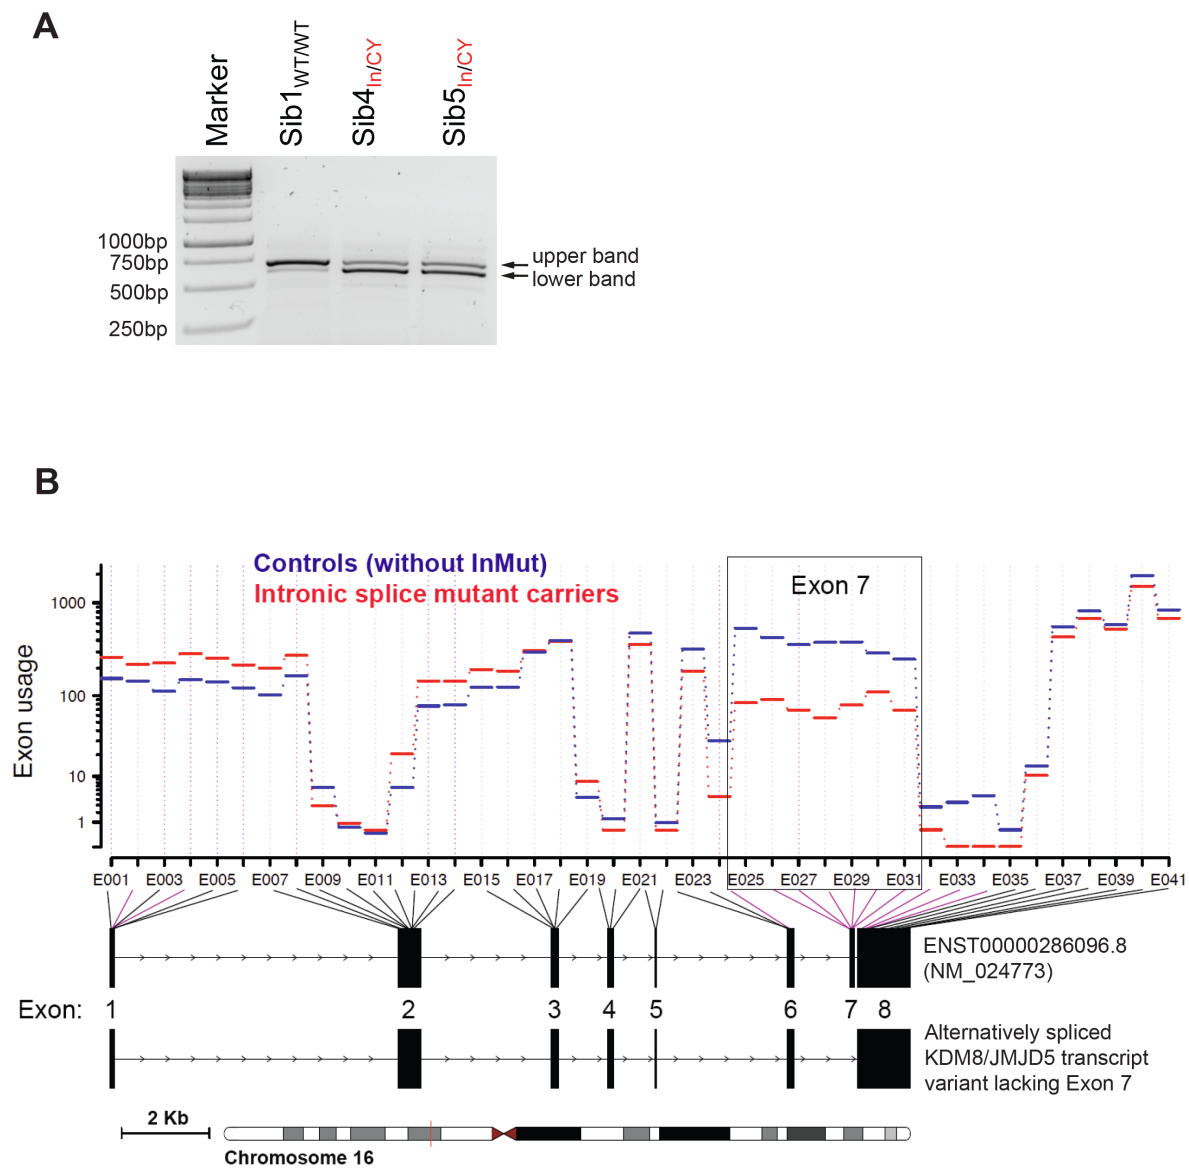 A
Marker
Sib1WT/WT
Sib4In/CY
Sib5In/CY
1000bp
750bp
500bp
250bp
upper band
lower band
B
Controls (without InMut)
Intronic splice mutant carriers
Exon 7
Exon usage
1000
100
10
1
E001 E003 E005 E007 E009 E011 E013 E015 E017 E019 E021 E023 E025 E027 E029 E031 E033 E035 E037 E039 E041
ENST00000286096.8
(NM_024773)
Exon: 1 2 3 4 5 6 7 8
Alternatively spliced
KDM8/JMJD5 transcript
variant lacking Exon 7
2 Kb
Chromosome 16